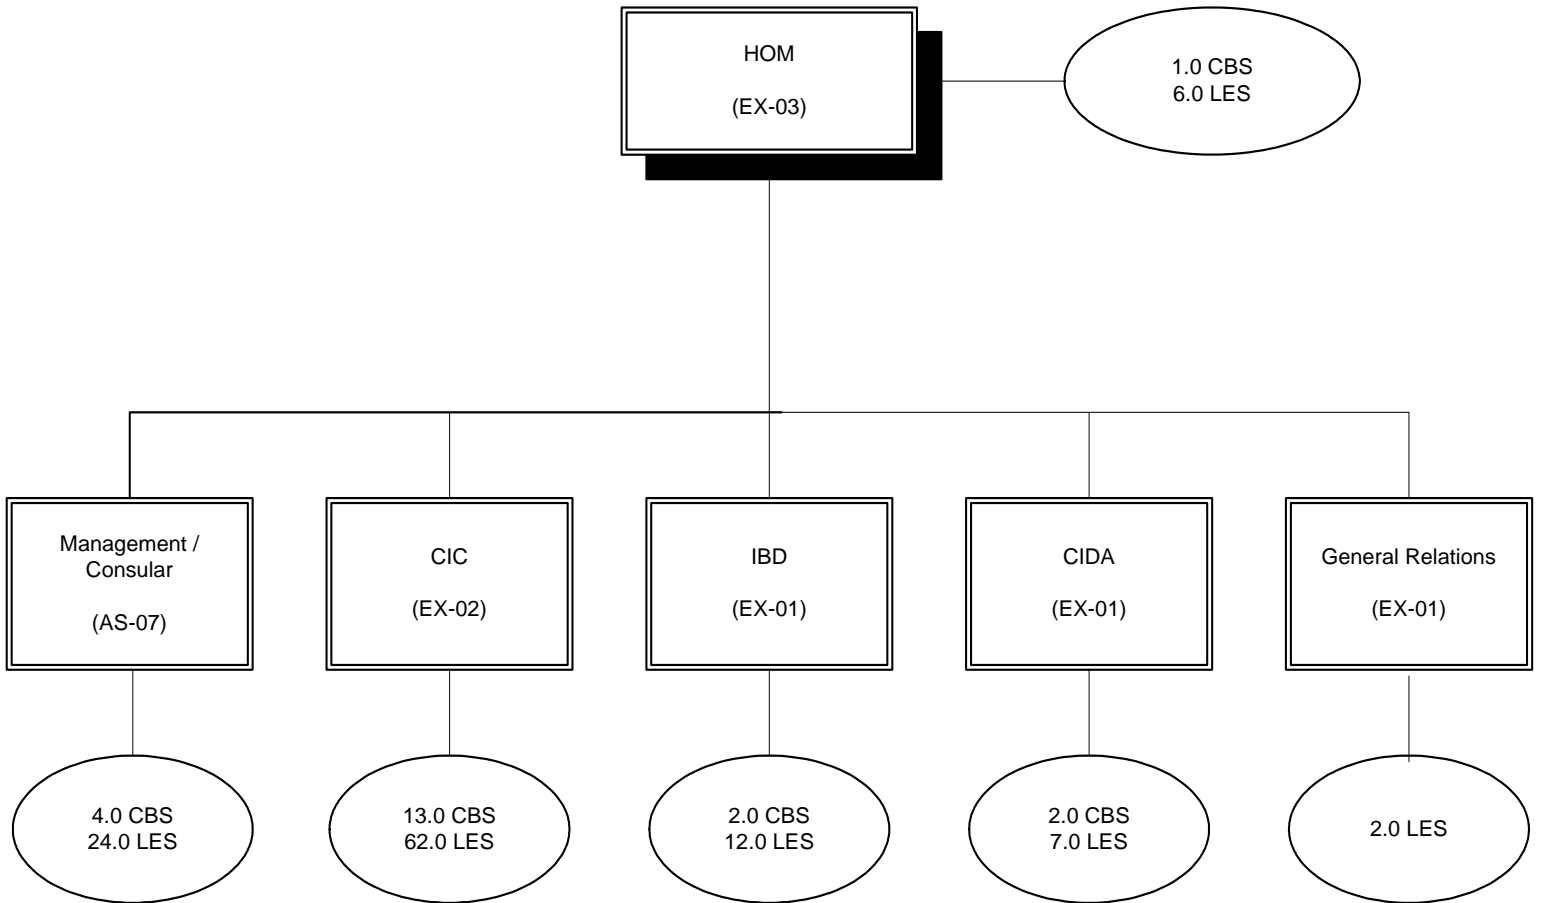 HOM
(EX-03)
1.0 CBS
6.0 LES
Management /
Consular
(AS-07)
CIC
(EX-02)
IBD
(EX-01)
CIDA
(EX-01)
General Relations
(EX-01)
4.0 CBS
24.0 LES
13.0 CBS
62.0 LES
2.0 CBS
12.0 LES
2.0 CBS
7.0 LES
2.0 LES